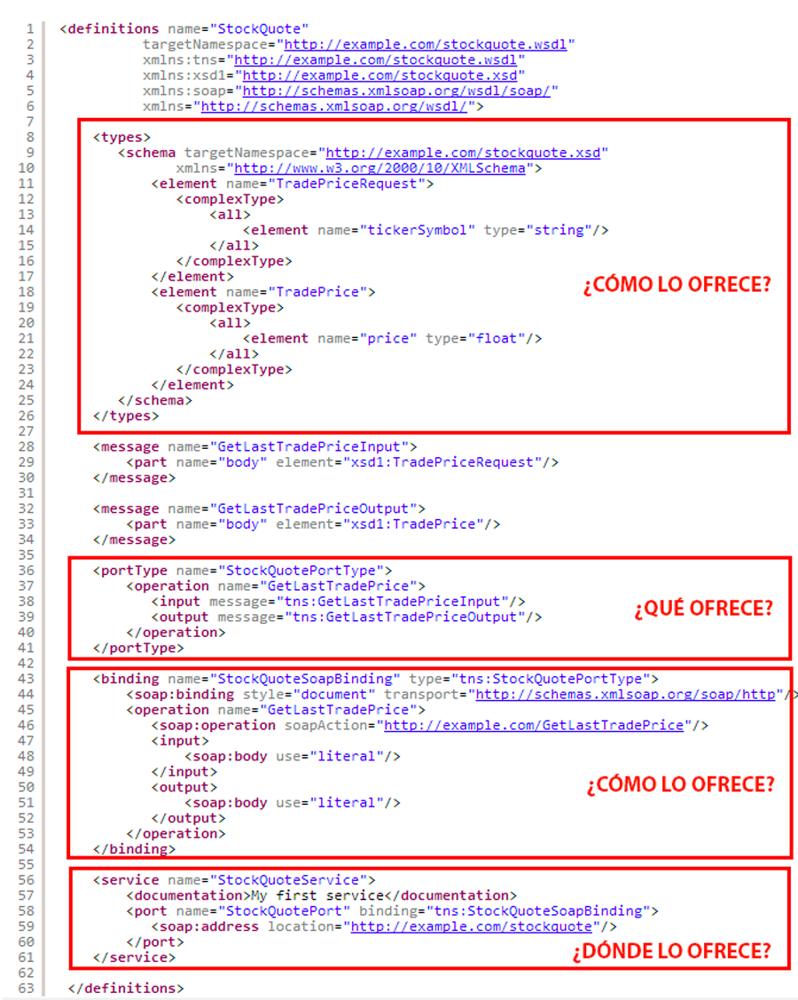 1 <definitions name="StockQuote"
2 targetNamespace="http://example.com/stockquote.wsdl"
3 xmlns:tns="http://example.com/stockquote.wsdl"
4 xmlns:xsd1="http://example.com/stockquote.xsd"
5 xmlns:soap="http://schemas.xmlsoap.org/wsdl/soap/"
6 xmlns="http://schemas.xmlsoap.org/wsdl/">
7
8 <types>
9 <schema targetNamespace="http://example.com/stockquote.xsd"
10 xmlns="http://www.w3.org/2000/10/XMLSchema">
11 <element name="TradePriceRequest">
12 <complexType>
13 <all>
14 <element name="tickerSymbol" type="string"/>
15 </all>
16 </complexType>
17 </element>
¿CÓMO LO OFRECE?
18 <element name="TradePrice">
19 <complexType>
20 <all>
21 <element name="price" type="float"/>
22 </all>
23 </complexType>
24 </element>
25 </schema>
26 </types>
27
28 <message name="GetLastTradePriceInput">
29 <part name="body" element="xsd1:TradePriceRequest"/>
30 </message>
31
32 <message name="GetLastTradePriceOutput">
33 <part name="body" element="xsd1:TradePrice"/>
34 </message>
35
36 <portType name="StockQuotePortType">
37 <operation name="GetLastTradePrice">
38 <input message="tns:GetLastTradePriceInput"/>
¿QUÉ OFRECE?
39 <output message="tns:GetLastTradePriceOutput"/>
40 </operation>
41 </portType>
42
43 <binding name="StockQuoteSoapBinding" type="tns:StockQuotePortType">
44 <soap:binding style="document" transport="http://schemas.xmlsoap.org/soap/http"/>
45 <operation name="GetLastTradePrice">
46 <soap:operation soapAction="http://example.com/GetLastTradePrice"/>
47 <input>
48 <soap:body use="literal"/>
49 </input>
50 <output>
¿CÓMO LO OFRECE?
51 <soap:body use="literal"/>
52 </output>
53 </operation>
54 </binding>
55
56 <service name="StockQuoteService">
57 <documentation>My first service</documentation>
58 <port name="StockQuotePort" binding="tns:StockQuoteSoapBinding">
59 <soap:address location="http://example.com/stockquote"/>
60 </port>
¿DÓNDE LO OFRECE?
61 </service>
62
63 </definitions>